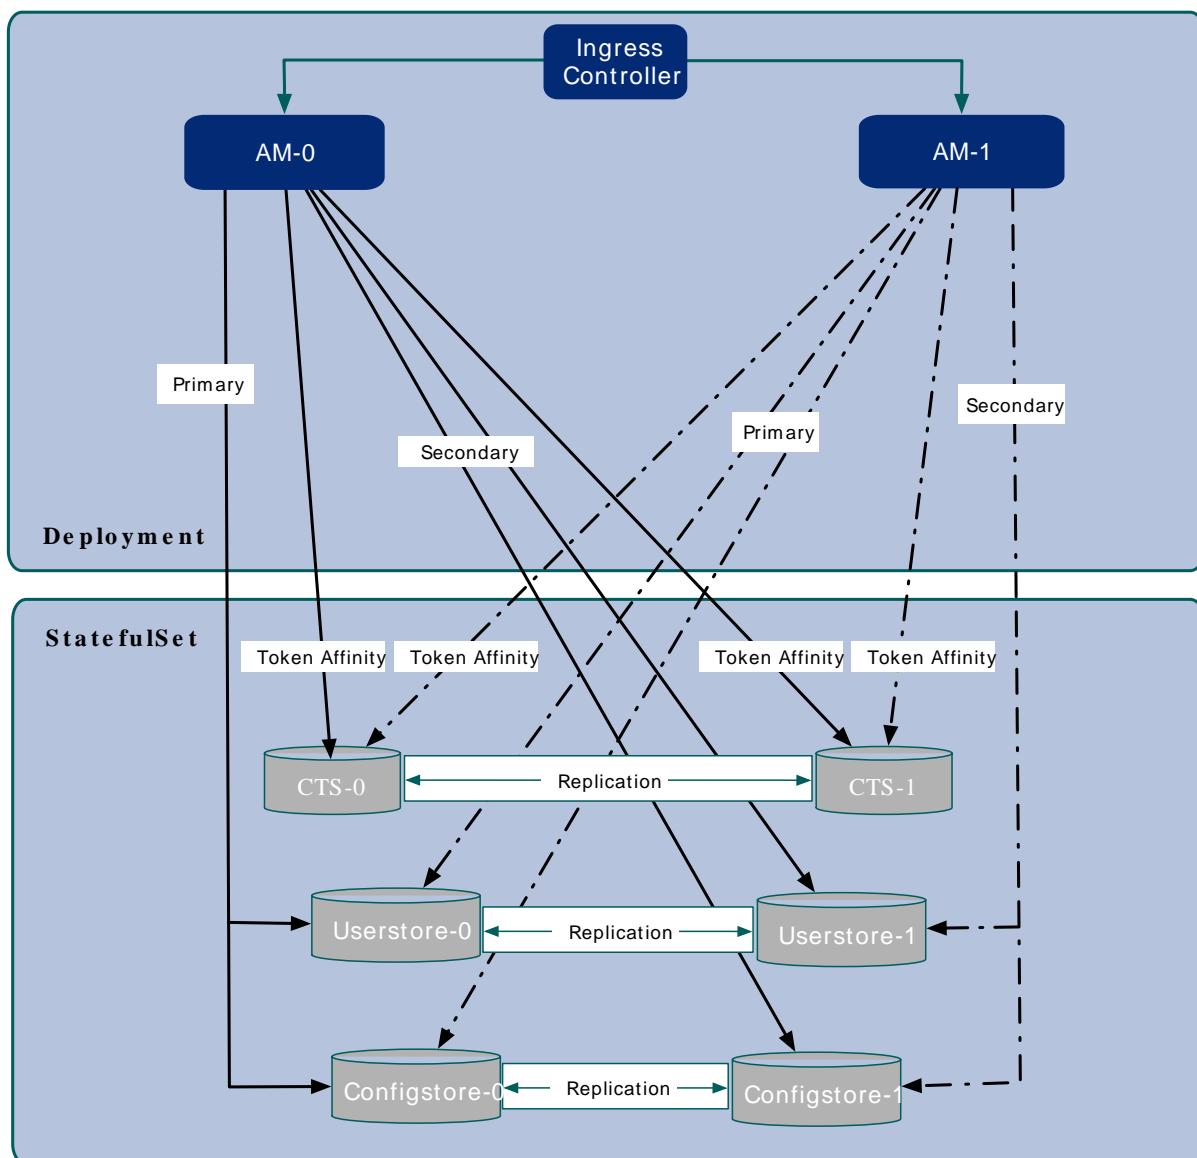 Ingress
Controller
AM-0
AM-1
Primary
Secondary
Primary
Secondary
Deployment
StatefulSet
Token Affinity
Token Affinity
Token Affinity
Token Affinity
CTS-0
Replication
CTS-1
Userstore-0
Replication
Userstore-1
Configstore-0
Replication
Configstore-1